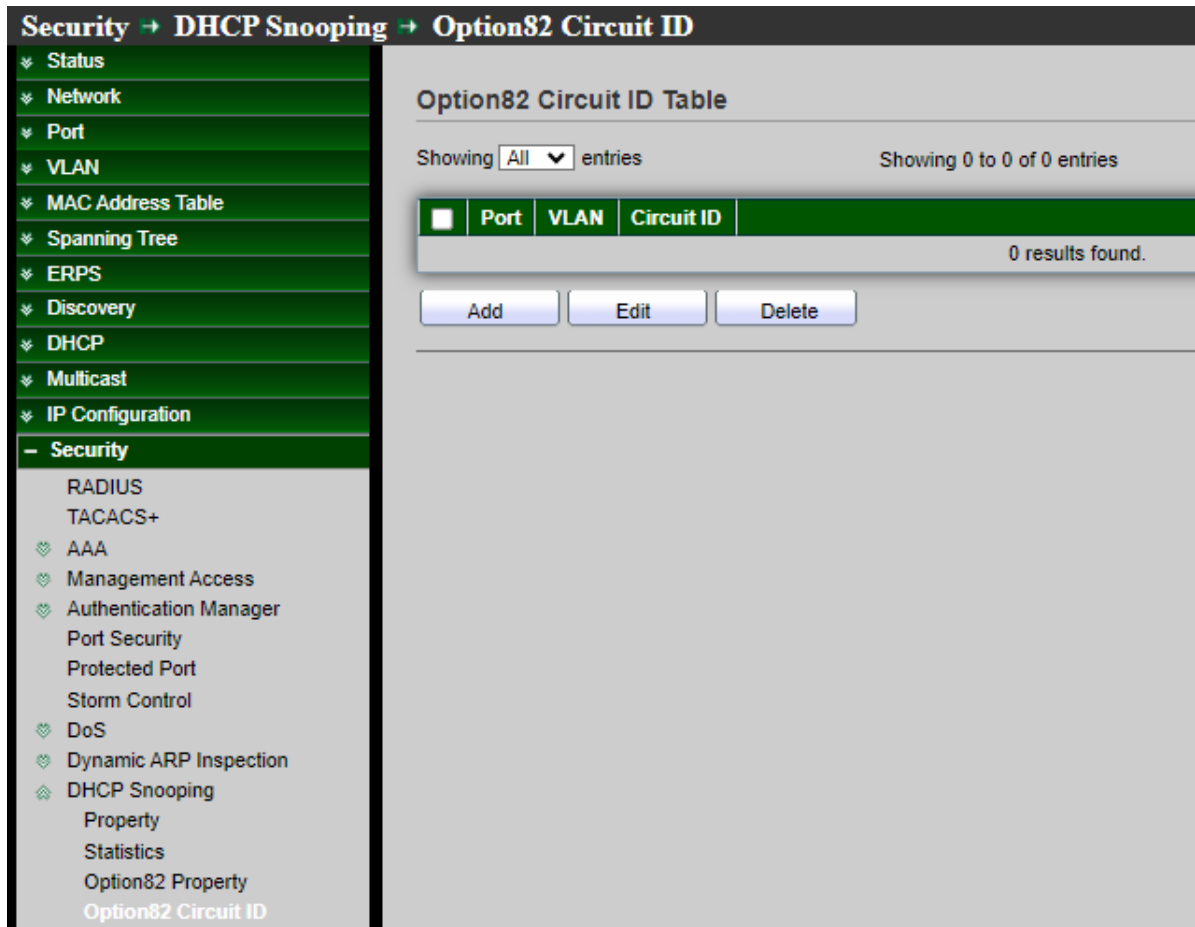 Security → DHCP Snooping → Option82 Circuit ID
Status
Network
Port
VLAN
MAC Address Table
Spanning Tree
ERPS
Discovery
DHCP
Multicast
IP Configuration
Security
RADIUS
TACACS+
AAA
Management Access
Authentication Manager
Port Security
Protected Port
Storm Control
DoS
Dynamic ARP Inspection
DHCP Snooping
Property
Statistics
Option82 Property
Option82 Circuit ID
Option82 Circuit ID Table
Showing All entries Showing 0 to 0 of 0 entries
Port VLAN Circuit ID
0 results found.
Add Edit Delete